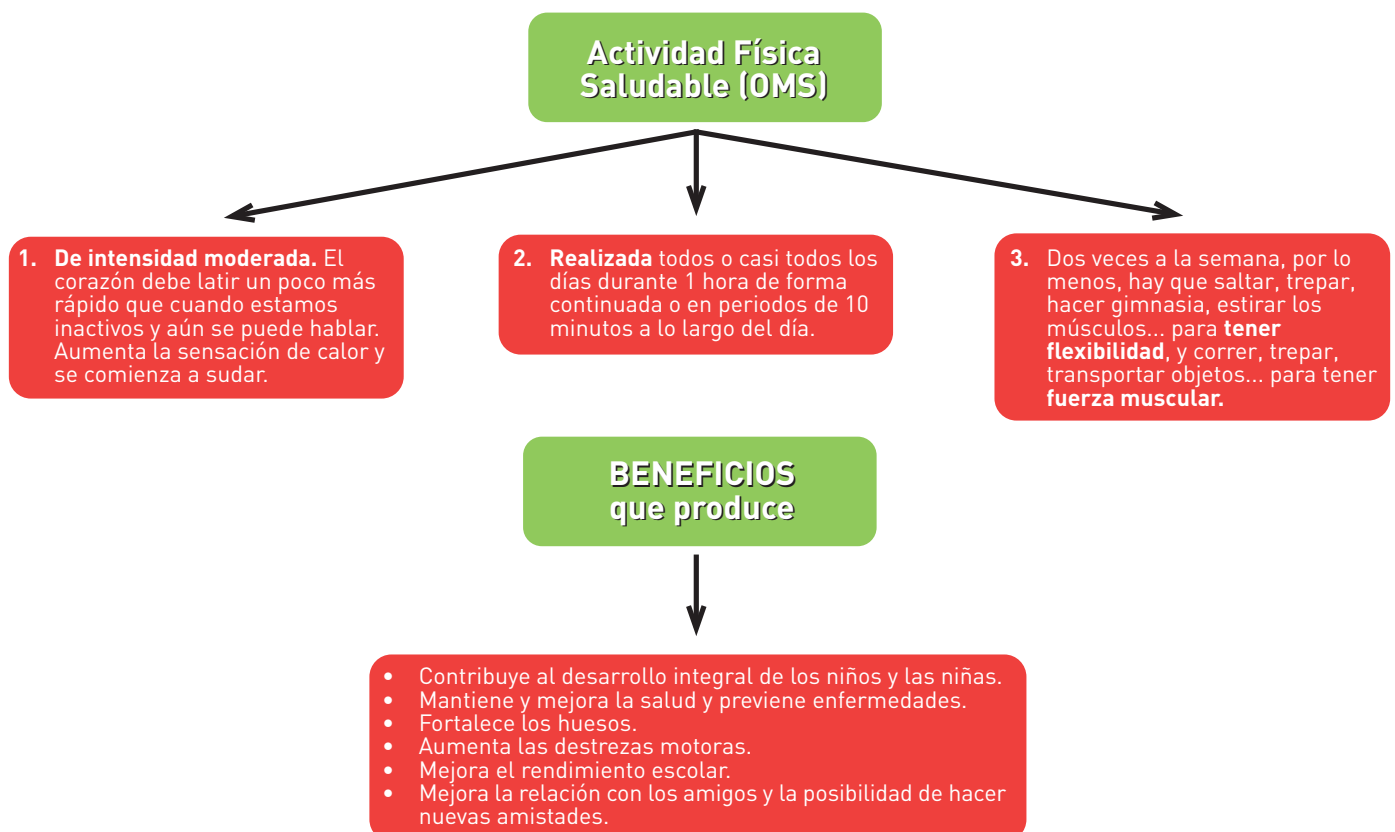 Actividad Física
Saludable (OMS)
1. De intensidad moderada. El
corazón debe latir un poco más
rápido que cuando estamos
inactivos y aún se puede hablar.
Aumenta la sensación de calor y
se comienza a sudar.
2. Realizada todos o casi todos los
días durante 1 hora de forma
continuada o en periodos de 10
minutos a lo largo del día.
3. Dos veces a la semana, por lo
menos, hay que saltar, trepar,
hacer gimnasia, estirar los
músculos... para tener
flexibilidad, y correr, trepar,
transportar objetos... para tener
fuerza muscular.
BENEFICIOS
que produce
• Contribuye al desarrollo integral de los niños y las niñas.
• Mantiene y mejora la salud y previene enfermedades.
• Fortalece los huesos.
• Aumenta las destrezas motoras.
• Mejora el rendimiento escolar.
• Mejora la relación con los amigos y la posibilidad de hacer
nuevas amistades.